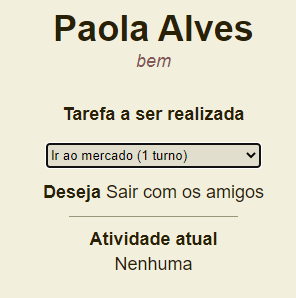 Paola Alves
bem
Tarefa a ser realizada
Ir ao mercado (1 turno)
Deseja Sair com os amigos
Atividade atual
Nenhuma